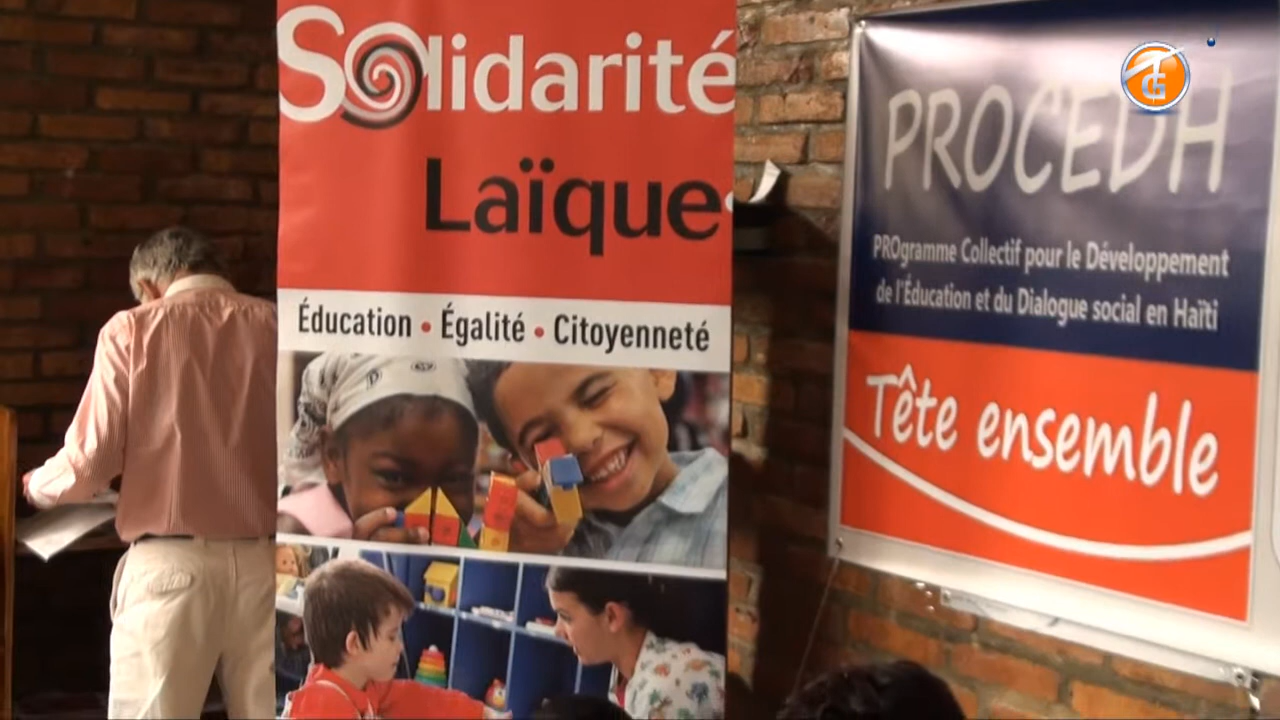 Solidarité
Laïque
Éducation • Égalité • Citoyenneté
PROCEDH
PROgramme Collectif pour le Développement
de l'Éducation et du Dialogue social en Haïti
Tête ensemble